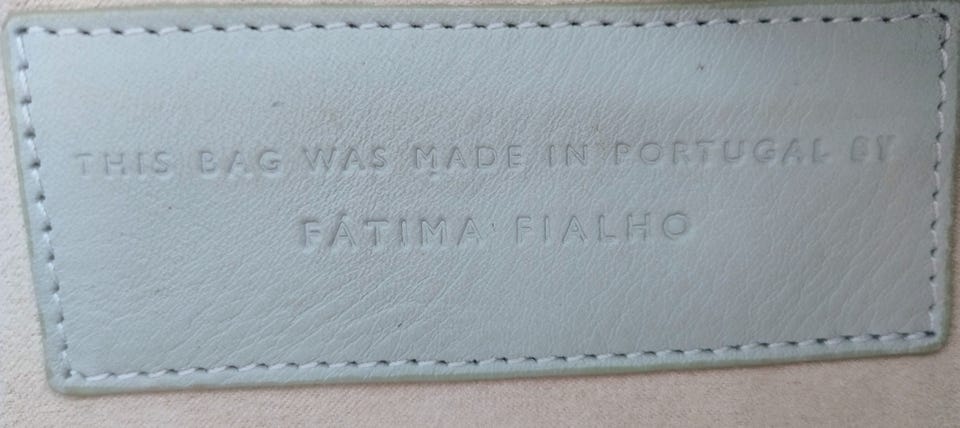 THIS BAG WAS MADE IN PORTUGAL BY
FÁTIMA FIALHO